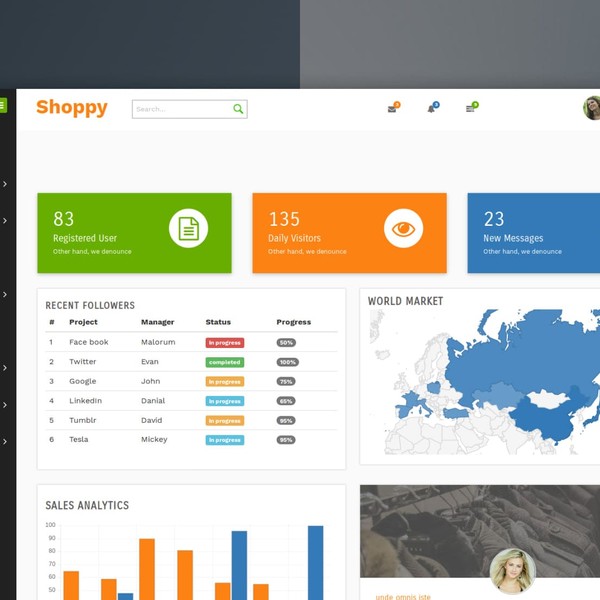 Shoppy
Search...
83
Registered User
Other hand, we denounce
135
Daily Visitors
Other hand, we denounce
23
New Messages
Other hand, we denounce
RECENT FOLLOWERS
# Project Manager Status Progress
1 Face book Malorum in progress 50%
2 Twitter Evan completed 100%
3 Google John in progress 75%
4 LinkedIn Danial in progress 65%
5 Tumblr David in progress 95%
6 Tesla Mickey in progress 95%
WORLD MARKET
SALES ANALYTICS
100
90
80
70
60
50
unde omnis iste